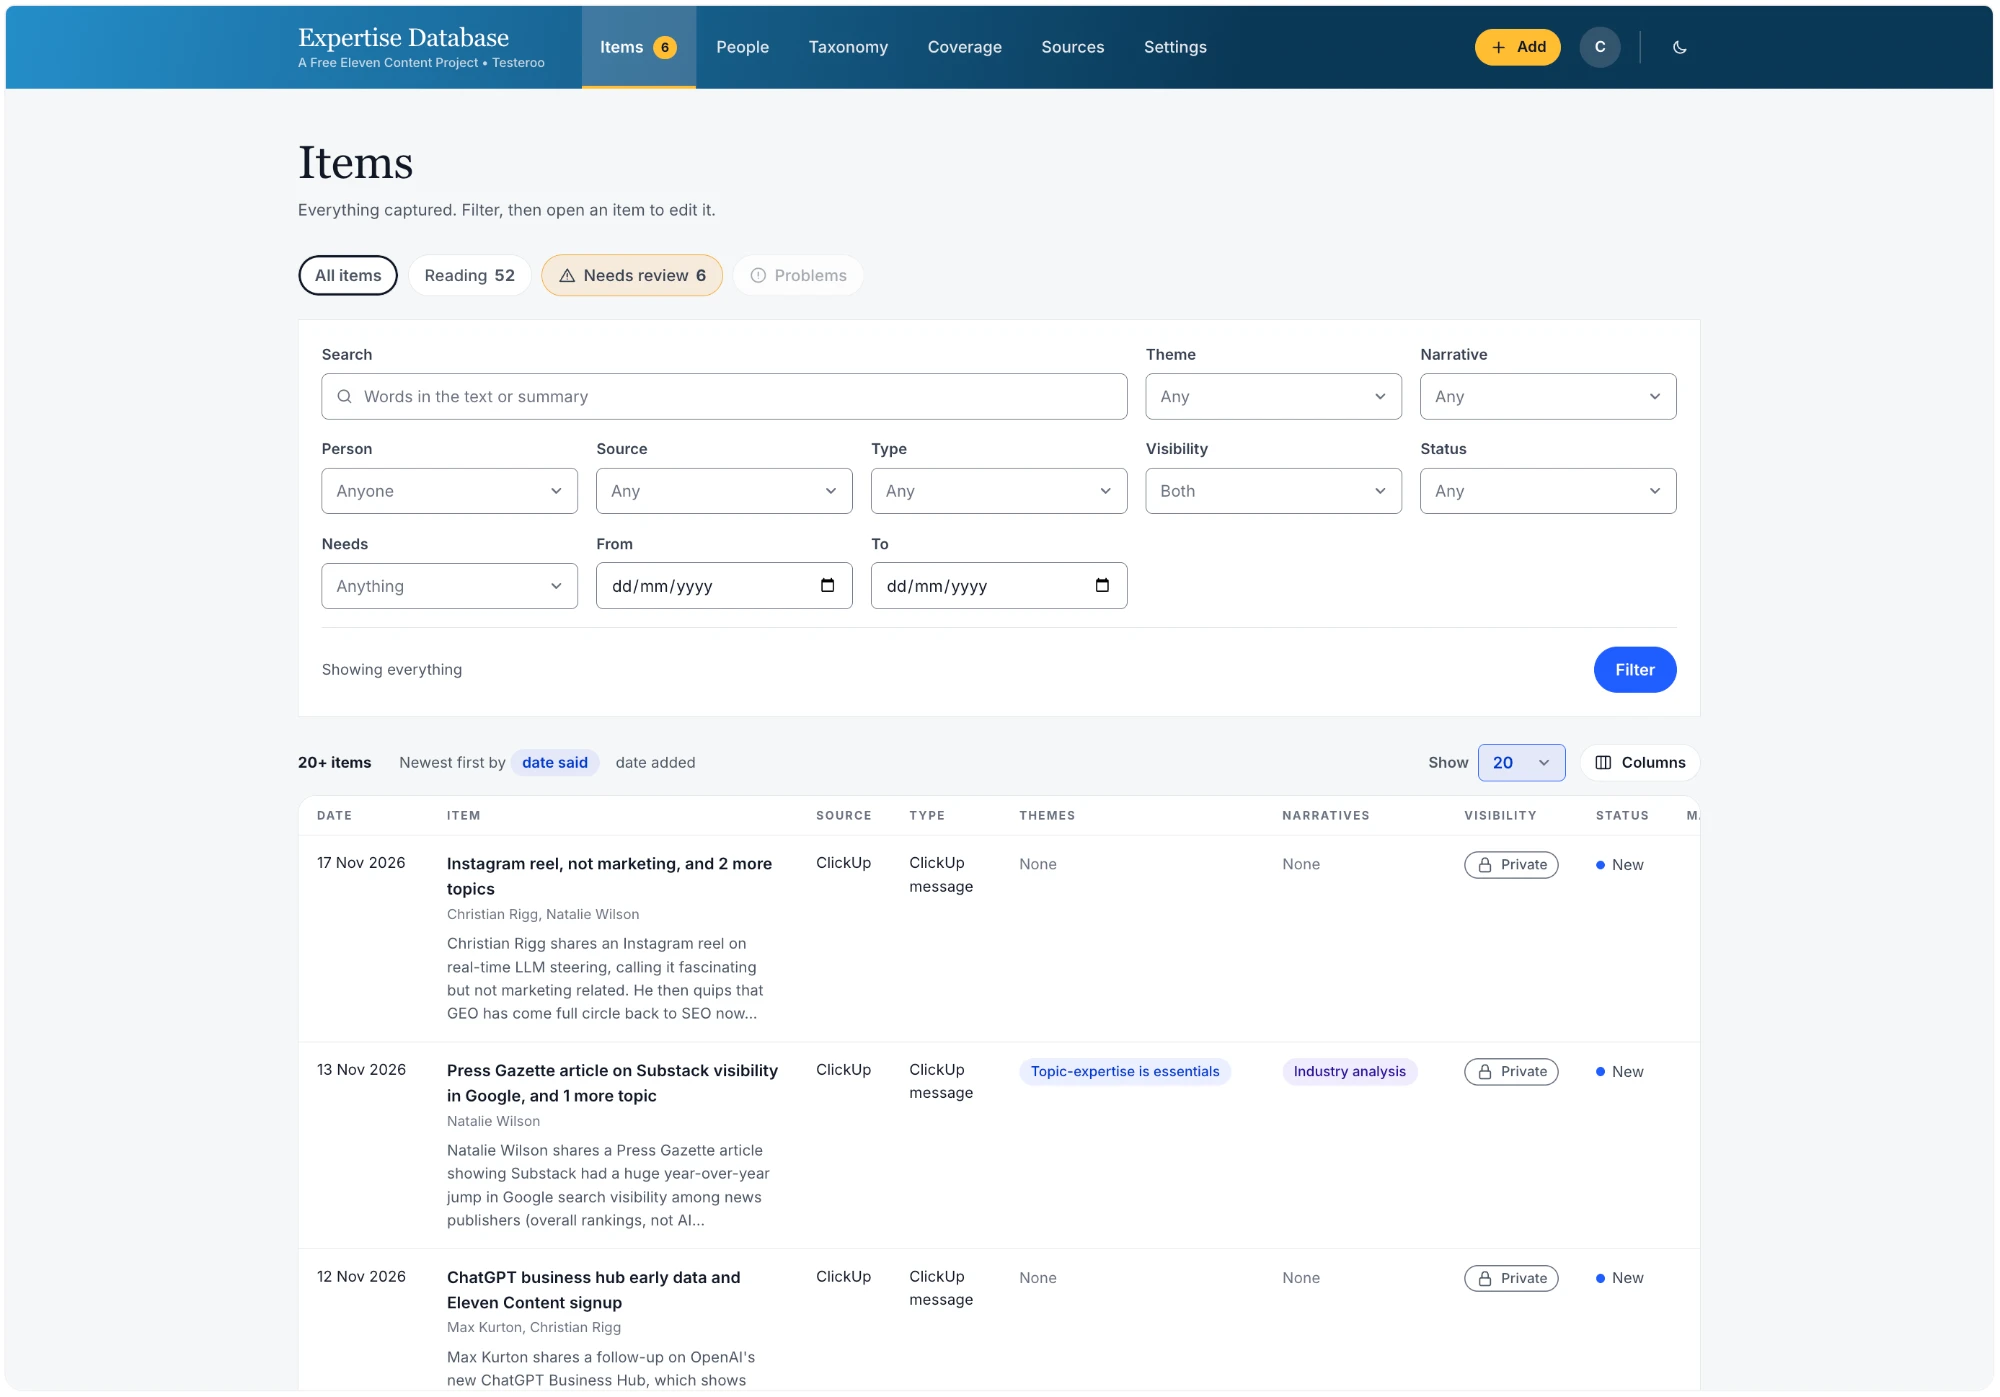 Expertise Database
A Free Eleven Content Project • Testeroo
Items 6
People
Taxonomy
Coverage
Sources
Settings
+ Add
C
Items
Everything captured. Filter, then open an item to edit it.
All items
Reading 52
Needs review 6
Problems
Search
Theme
Narrative
Words in the text or summary
Any
Any
Person
Source
Type
Visibility
Status
Anyone
Any
Any
Both
Any
Needs
From
To
Anything
dd/mm/yyyy
dd/mm/yyyy
Showing everything
Filter
20+ items
Newest first by date said date added
Show 20
Columns
DATE
ITEM
SOURCE
TYPE
THEMES
NARRATIVES
VISIBILITY
STATUS
17 Nov 2026
Instagram reel, not marketing, and 2 more
topics
Christian Rigg, Natalie Wilson
Christian Rigg shares an Instagram reel on
real-time LLM steering, calling it fascinating
but not marketing related. He then quips that
GEO has come full circle back to SEO now...
ClickUp
ClickUp
message
None
None
Private
New
13 Nov 2026
Press Gazette article on Substack visibility
in Google, and 1 more topic
Natalie Wilson
Natalie Wilson shares a Press Gazette article
showing Substack had a huge year-over-year
jump in Google search visibility among news
publishers (overall rankings, not AI...
ClickUp
ClickUp
message
Topic-expertise is essentials
Industry analysis
Private
New
12 Nov 2026
ChatGPT business hub early data and
Eleven Content signup
Max Kurton, Christian Rigg
Max Kurton shares a follow-up on OpenAI's
new ChatGPT Business Hub, which shows
ClickUp
ClickUp
message
None
None
Private
New